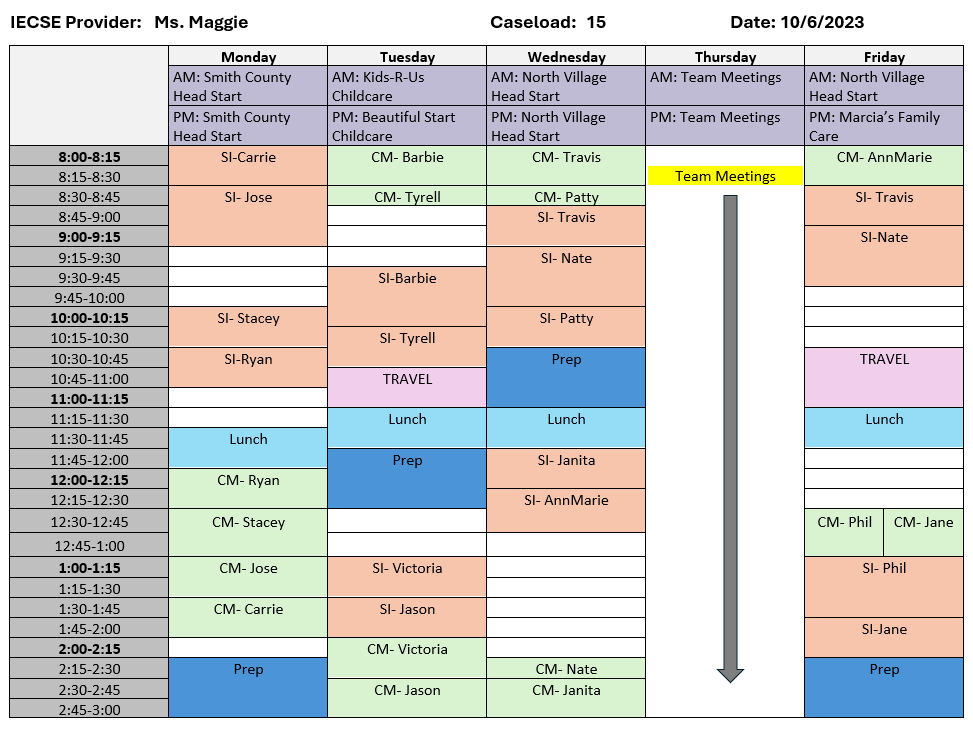 IECSE Provider: Ms. Maggie Caseload: 15 Date: 10/6/2023
Monday Tuesday Wednesday Thursday Friday
AM: Smith County AM: Kids-R-Us AM: North Village AM: Team Meetings AM: North Village
Head Start Childcare Head Start Head Start
PM: Smith County PM: Beautiful Start PM: North Village PM: Team Meetings PM: Marcia’s Family
Head Start Childcare Head Start Care
8:00-8:15 SI-Carrie CM- Barbie CM- Travis CM- AnnMarie
8:15-8:30 Team Meetings
8:30-8:45 SI- Jose CM- Tyrell CM- Patty SI- Travis
8:45-9:00 SI- Travis
9:00-9:15 SI-Nate
9:15-9:30 SI- Nate
9:30-9:45 SI-Barbie
9:45-10:00
10:00-10:15 SI- Stacey SI- Patty
10:15-10:30 SI- Tyrell
10:30-10:45 SI-Ryan Prep TRAVEL
10:45-11:00 TRAVEL
11:00-11:15
11:15-11:30 Lunch Lunch Lunch
11:30-11:45 Lunch
11:45-12:00 Prep SI- Janita
12:00-12:15 CM- Ryan
12:15-12:30 SI- AnnMarie
12:30-12:45 CM- Stacey CM- Phil CM- Jane
12:45-1:00
1:00-1:15 CM- Jose SI- Victoria SI- Phil
1:15-1:30
1:30-1:45 CM- Carrie SI- Jason
1:45-2:00 SI-Jane
2:00-2:15 CM- Victoria
2:15-2:30 Prep CM- Nate Prep
2:30-2:45 CM- Jason CM- Janita
2:45-3:00